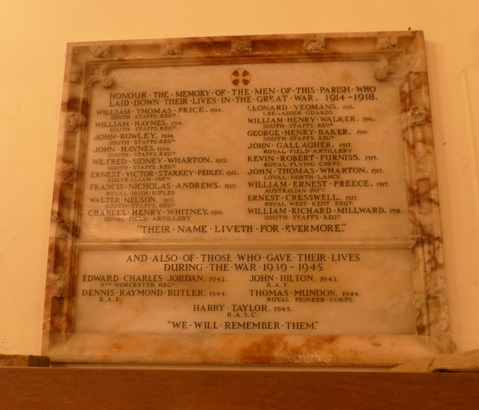 HONOUR · THE · MEMORY · OF · THE · MEN · OF · THIS · PARISH · WHO
LAID · DOWN · THEIR · LIVES · IN · THE · GREAT · WAR. 1914-1918.
WILLIAM · THOMAS · PRICE. 1914.
SOUTH · STAFFS. REGT.
WILLIAM · HAYNES. 1914.
SOUTH · STAFFS. REGT.
JOHN · ROWLEY. 1914.
SOUTH · STAFFS. REGT.
JOHN · HAYNES. 1914.
SOUTH · STAFFS. REGT.
WILFRED · SIDNEY · WHARTON. 1915.
SOUTH · STAFFS. REGT.
ERNEST · VICTOR · STARKEY · FEDLEY.
AUSTRALIAN · INFY.
FRANCIS · NICHOLAS · ANDREWS. 1915.
ROYAL · IRISH · RIFLES
WALTER · NELSON. 1915.
SOUTH · STAFFS. REGT.
CHARLES · HENRY · WHITNEY. 1916.
ROYAL · FIELD · ARTILLERY
LEONARD · YEOMANS. 1916.
GRENADIER · GUARDS
WILLIAM · HENRY · WALKER. 1916.
SOUTH · STAFFS. REGT.
GEORGE · HENRY · BAKER. 1916.
SOUTH · STAFFS. REGT.
JOHN · GALLAGHER. 1917.
ROYAL · FIELD · ARTILLERY
KEVIN · ROBERT · FURNISS. 1917.
ROYAL · FLYING · CORPS.
JOHN · THOMAS · WHARTON. 1917.
LOYAL · NORTH · LANCS
WILLIAM · ERNEST · PREECE. 1917.
AUSTRALIAN · INFY.
ERNEST · CRESSWELL. 1917.
ROYAL · WEST · KENT · REGT.
WILLIAM · RICHARD · MILLWARD. 1918.
SOUTH · STAFFS. REGT.
"THEIR · NAME · LIVETH · FOR · EVERMORE."
AND · ALSO · OF · THOSE · WHO · GAVE · THEIR · LIVES
DURING · THE · WAR · 1939-1945
EDWARD · CHARLES · JORDAN. 1942.
WORCESTER · REGT.
DENNIS · RAYMOND · BUTLER. 1944.
R.A.F.
JOHN · HILTON. 1943.
R.A.F.
THOMAS · MUNDON. 1944.
ROYAL · PIONEER · CORPS.
HARRY · TAYLOR. 1945.
R.A.S.C.
"WE · WILL · REMEMBER · THEM."